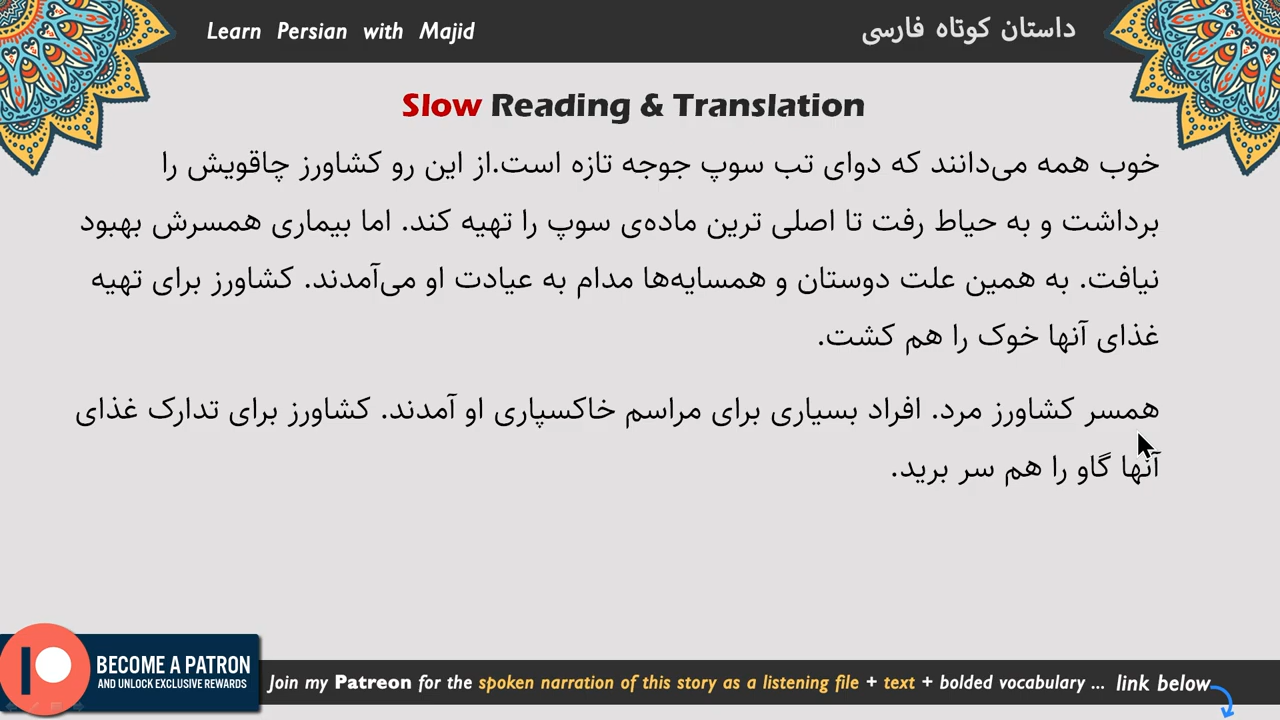 Learn Persian with Majid
داستان کوتاه فارسی
Slow Reading & Translation
خوب همه می‌دانند که دوای تب سوپ جوجه تازه است.از این رو کشاورز چاقویش را
برداشت و به حیاط رفت تا اصلی ترین ماده‌ی سوپ را تهیه کند. اما بیماری همسرش بهبود
نیافت. به همین علت دوستان و همسایه‌ها مدام به عیادت او می‌آمدند. کشاورز برای تهیه
غذای آنها خوک را هم کشت.
همسر کشاورز مرد. افراد بسیاری برای مراسم خاکسپاری او آمدند. کشاورز برای تدارک غذای
آنها گاو را هم سر برید.
BECOME A PATRON
AND UNLOCK EXCLUSIVE REWARDS
Join my Patreon for the spoken narration of this story as a listening file + text + bolded vocabulary ... link below